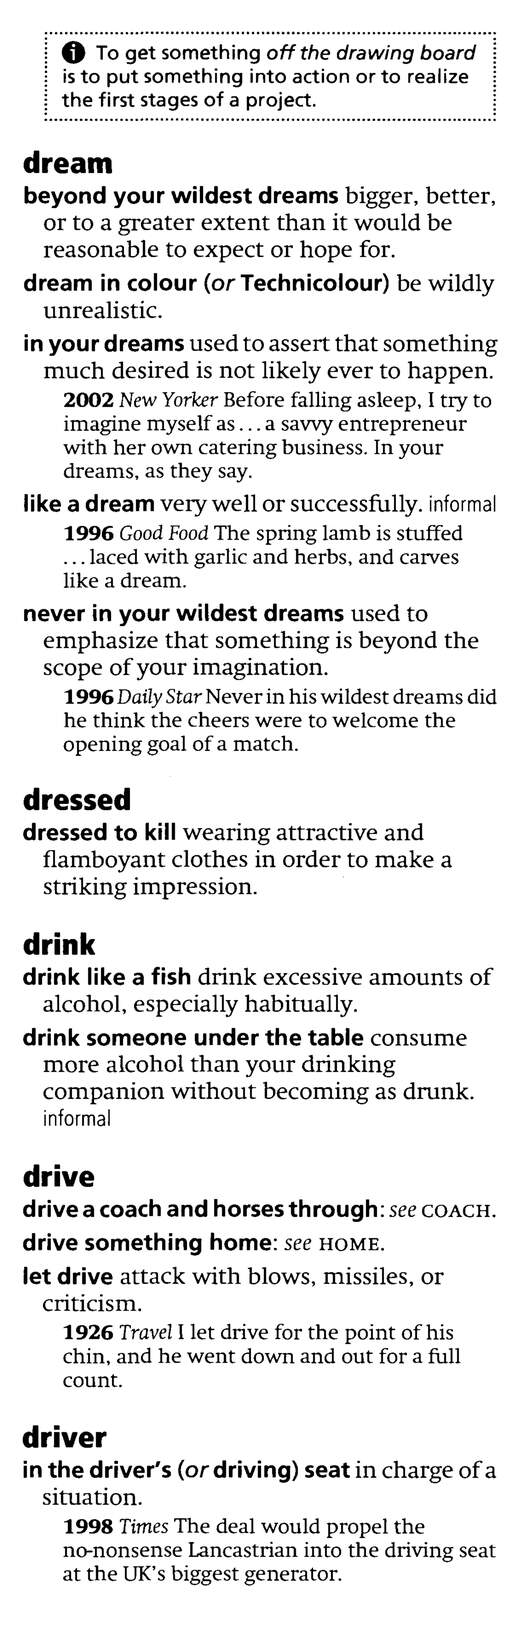 i To get something off the drawing board
is to put something into action or to realize
the first stages of a project.
dream
beyond your wildest dreams bigger, better,
or to a greater extent than it would be
reasonable to expect or hope for.
dream in colour (or Technicolour) be wildly
unrealistic.
in your dreams used to assert that something
much desired is not likely ever to happen.
2002 New Yorker Before falling asleep, I try to
imagine myself as ... a savvy entrepreneur
with her own catering business. In your
dreams, as they say.
like a dream very well or successfully. informal
1996 Good Food The spring lamb is stuffed
... laced with garlic and herbs, and carves
like a dream.
never in your wildest dreams used to
emphasize that something is beyond the
scope of your imagination.
1996 Daily Star Never in his wildest dreams did
he think the cheers were to welcome the
opening goal of a match.
dressed
dressed to kill wearing attractive and
flamboyant clothes in order to make a
striking impression.
drink
drink like a fish drink excessive amounts of
alcohol, especially habitually.
drink someone under the table consume
more alcohol than your drinking
companion without becoming as drunk.
informal
drive
drive a coach and horses through: see COACH.
drive something home: see HOME.
let drive attack with blows, missiles, or
criticism.
1926 Travel I let drive for the point of his
chin, and he went down and out for a full
count.
driver
in the driver's (or driving) seat in charge of a
situation.
1998 Times The deal would propel the
no-nonsense Lancastrian into the driving seat
at the UK's biggest generator.